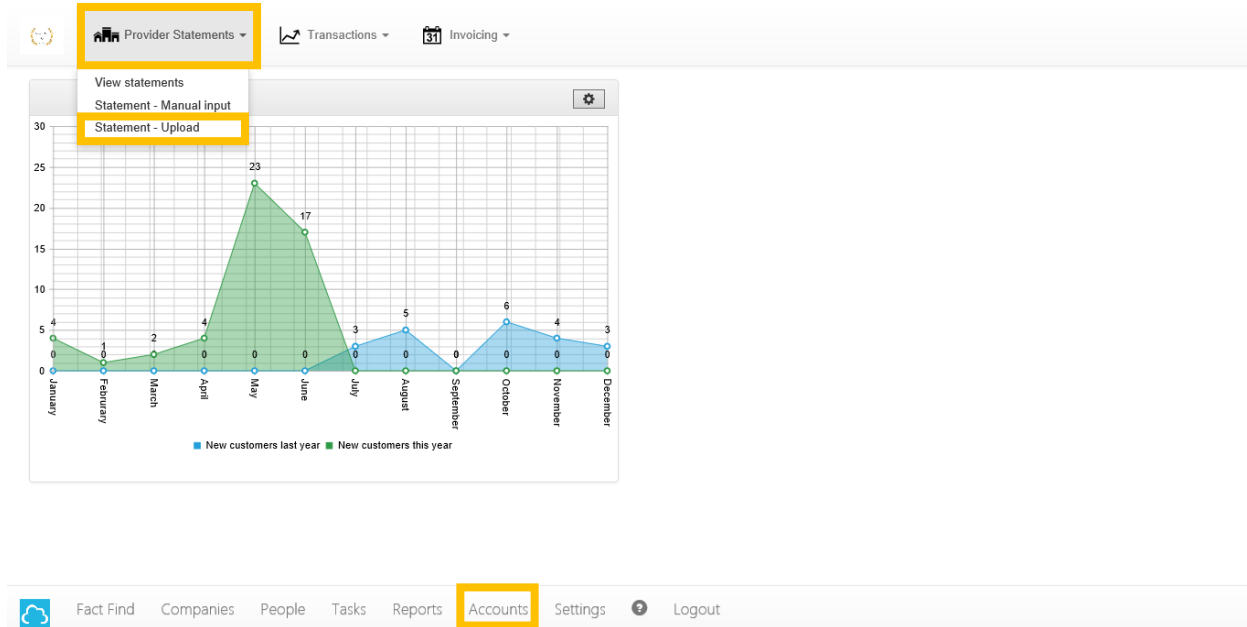 Provider Statements
Transactions
31 Invoicing
View statements
Statement - Manual input
Statement - Upload
30
25
20
15
10
5
0
4
1
2
4
23
17
3
5
0
6
4
3
0
0
0
0
0
0
0
0
0
0
0
January
Februrary
March
April
May
June
July
August
September
October
November
December
New customers last year
New customers this year
Fact Find
Companies
People
Tasks
Reports
Accounts
Settings
?
Logout